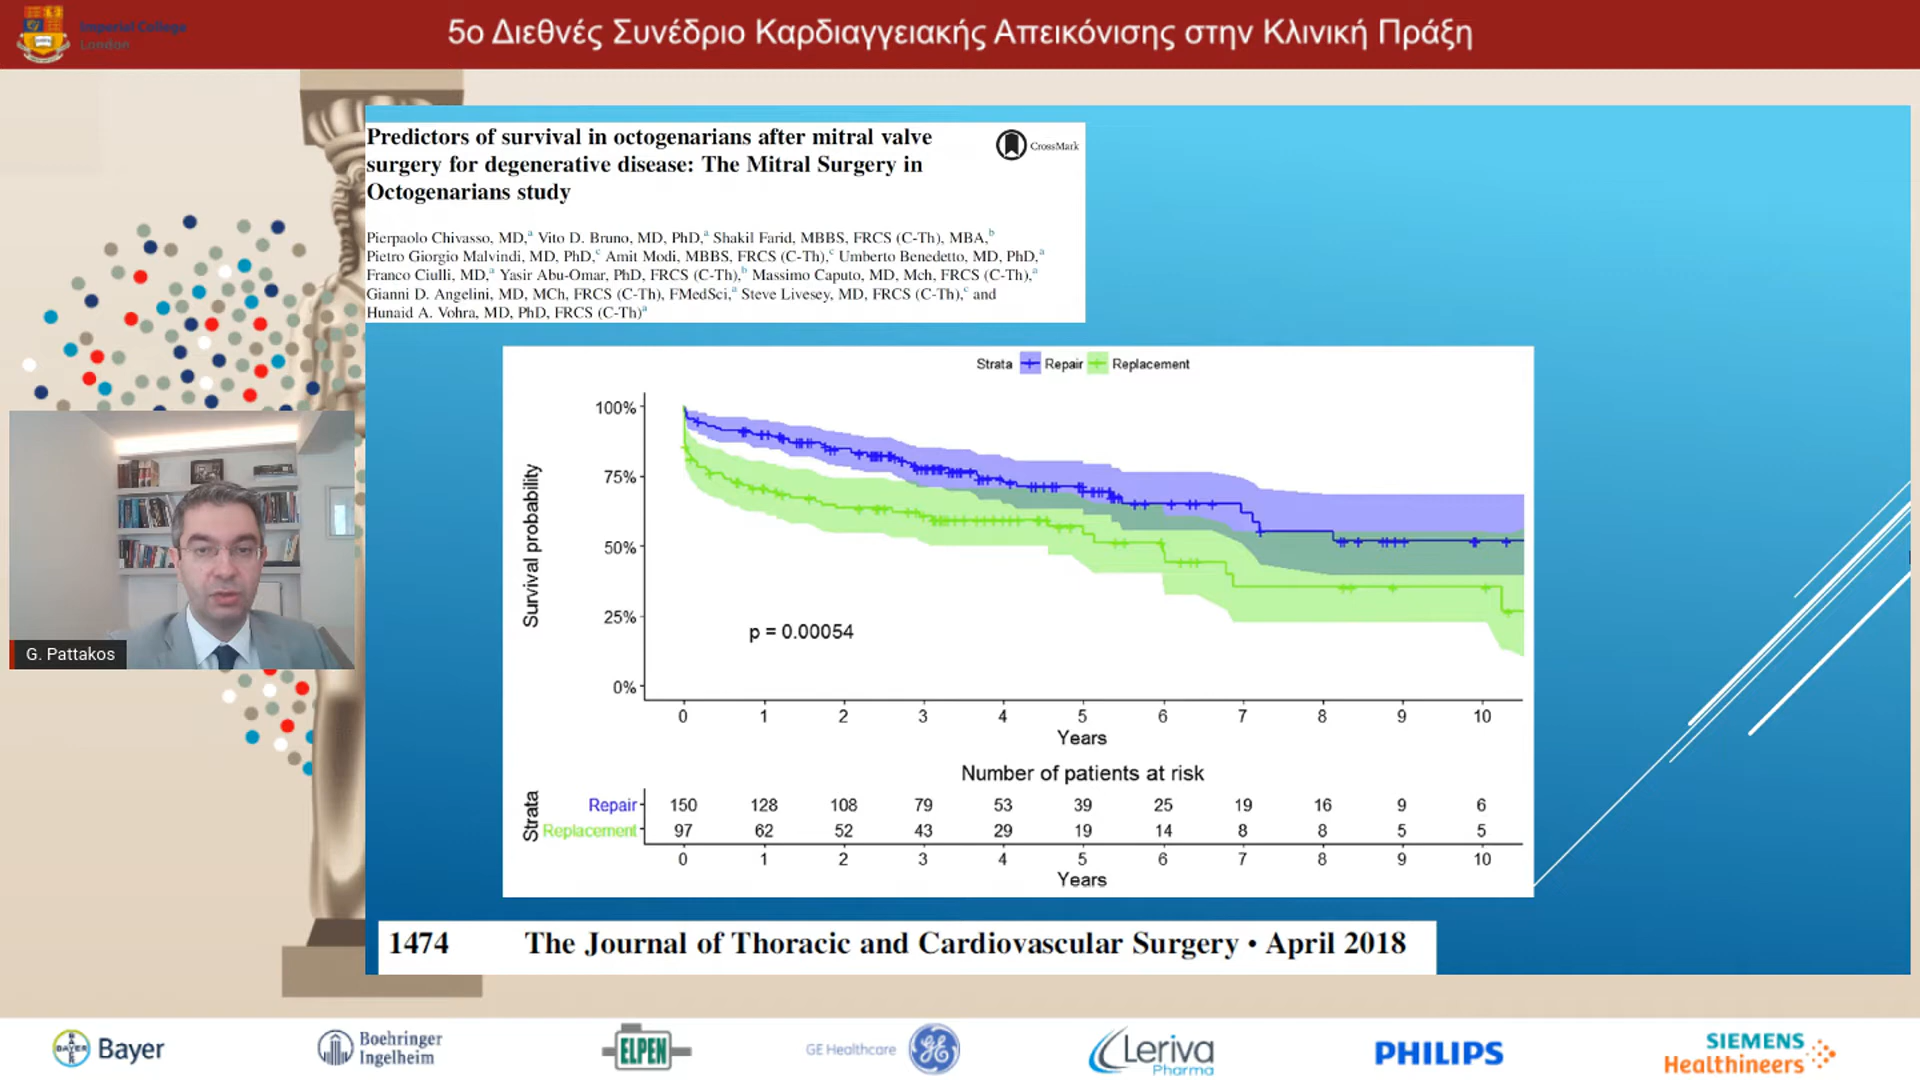 Imperial College
London
5ο Διεθνές Συνέδριο Καρδιαγγειακής Απεικόνισης στην Κλινική Πράξη
Predictors of survival in octogenarians after mitral valve
surgery for degenerative disease: The Mitral Surgery in
Octogenarians study
CrossMark
Pierpaolo Chivasso, MD,a Vito D. Bruno, MD, PhD,a Shakil Farid, MBBS, FRCS (C-Th), MBA,b
Pietro Giorgio Malvindi, MD, PhD,c Amit Modi, MBBS, FRCS (C-Th),c Umberto Benedetto, MD, PhD,a
Franco Ciulli, MD,a Yasir Abu-Omar, PhD, FRCS (C-Th),b Massimo Caputo, MD, Mch, FRCS (C-Th),a
Gianni D. Angelini, MD, MCh, FRCS (C-Th), FMedSci,a Steve Livesey, MD, FRCS (C-Th),c and
Hunaid A. Vohra, MD, PhD, FRCS (C-Th)a
Strata Repair Replacement
Survival probability
100%
75%
50%
25%
0%
p = 0.00054
0 1 2 3 4 5 6 7 8 9 10
Years
Number of patients at risk
Strata
Repair 150 128 108 79 53 39 25 19 16 9 6
Replacement 97 62 52 43 29 19 14 8 8 5 5
0 1 2 3 4 5 6 7 8 9 10
Years
G. Pattakos
1474 The Journal of Thoracic and Cardiovascular Surgery • April 2018
BAYER
Bayer
Boehringer
Ingelheim
ELPEN
GE Healthcare
Leriva
Pharma
PHILIPS
SIEMENS
Healthineers